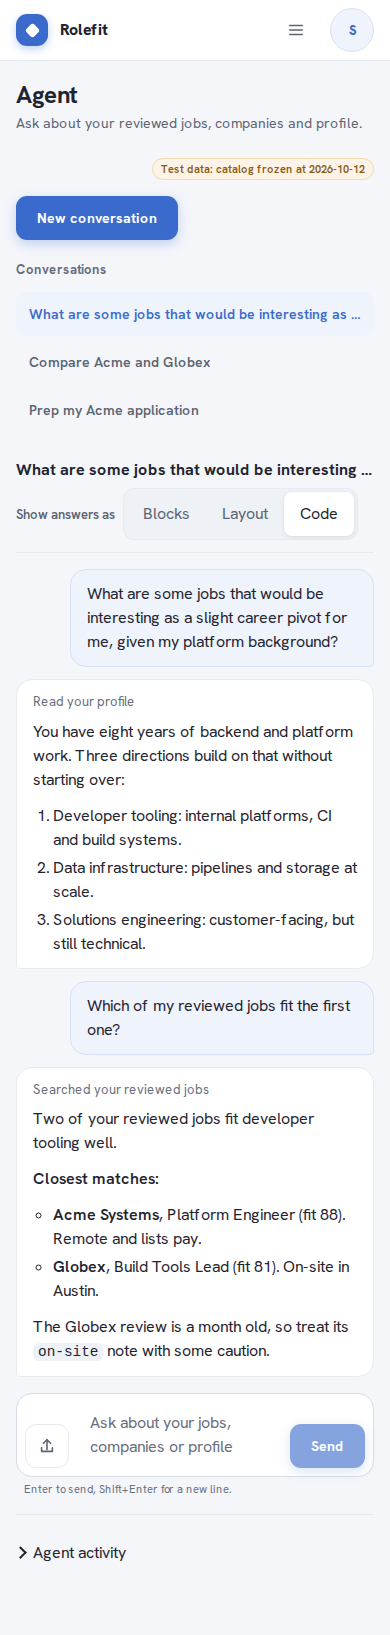 Rolefit
S
Agent
Ask about your reviewed jobs, companies and profile.
Test data: catalog frozen at 2026-10-12
New conversation
Conversations
What are some jobs that would be interesting as ...
Compare Acme and Globex
Prep my Acme application
What are some jobs that would be interesting ...
Show answers as
Blocks
Layout
Code
What are some jobs that would be
interesting as a slight career pivot for
me, given my platform background?
Read your profile
You have eight years of backend and platform
work. Three directions build on that without
starting over:
1. Developer tooling: internal platforms, CI
and build systems.
2. Data infrastructure: pipelines and storage at
scale.
3. Solutions engineering: customer-facing, but
still technical.
Which of my reviewed jobs fit the first
one?
Searched your reviewed jobs
Two of your reviewed jobs fit developer
tooling well.
Closest matches:
Acme Systems, Platform Engineer (fit 88).
Remote and lists pay.
Globex, Build Tools Lead (fit 81). On-site in
Austin.
The Globex review is a month old, so treat its
on-site note with some caution.
Ask about your jobs,
companies or profile
Send
Enter to send, Shift+Enter for a new line.
Agent activity